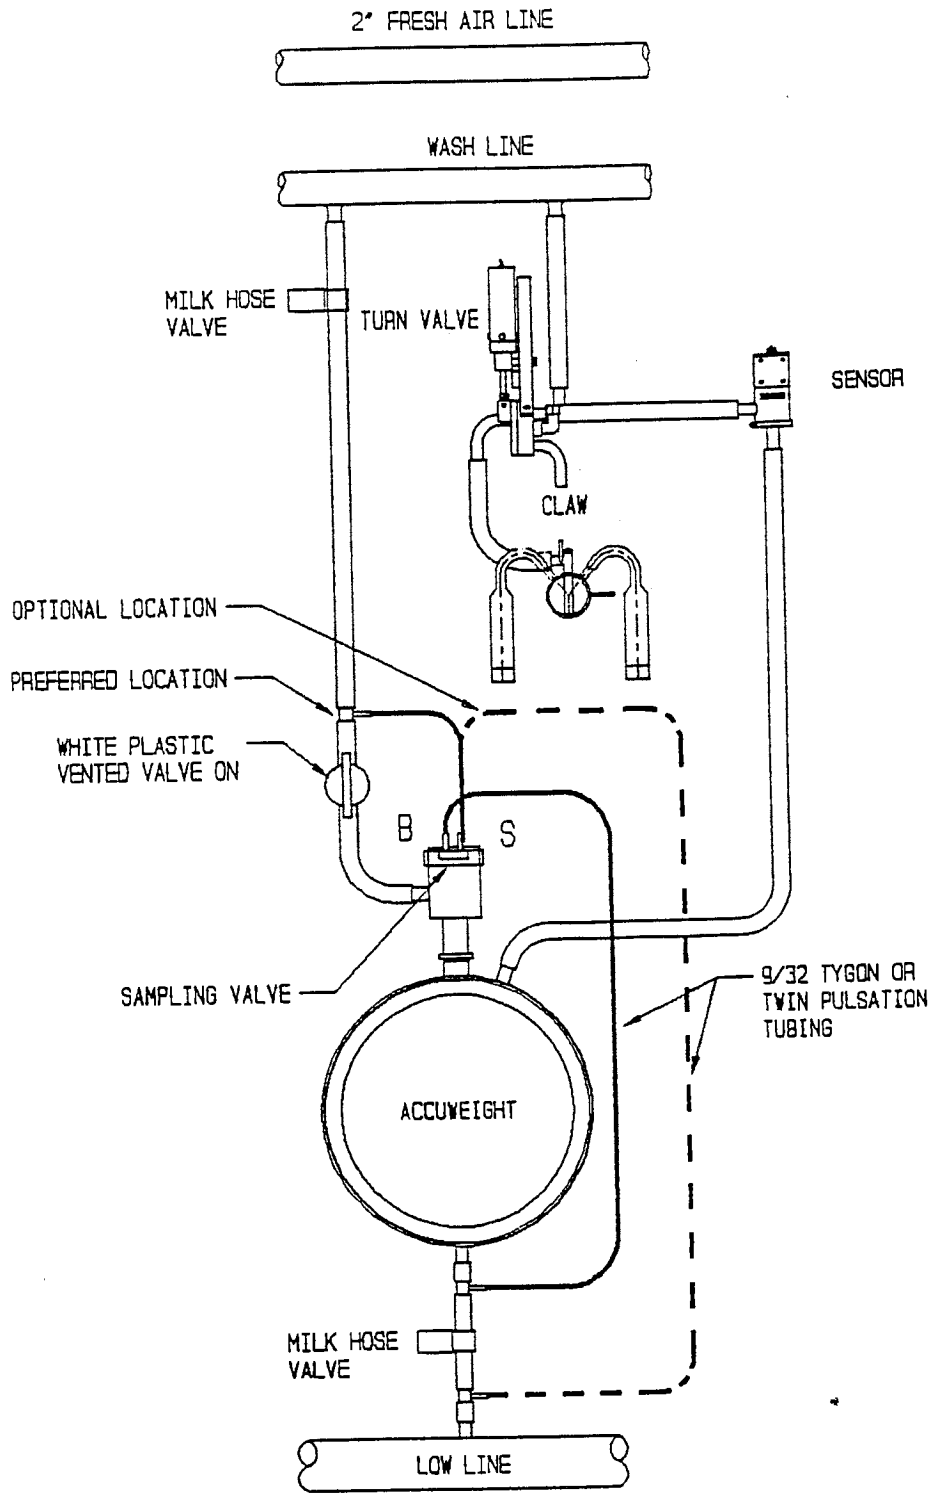 2" FRESH AIR LINE
WASH LINE
MILK HOSE
VALVE
TURN VALVE
SENSOR
CLAW
OPTIONAL LOCATION
PREFERRED LOCATION
WHITE PLASTIC
VENTED VALVE ON
B
S
SAMPLING VALVE
9/32 TYGON OR
TWIN PULSATION
TUBING
ACCUWEIGHT
MILK HOSE
VALVE
LOW LINE